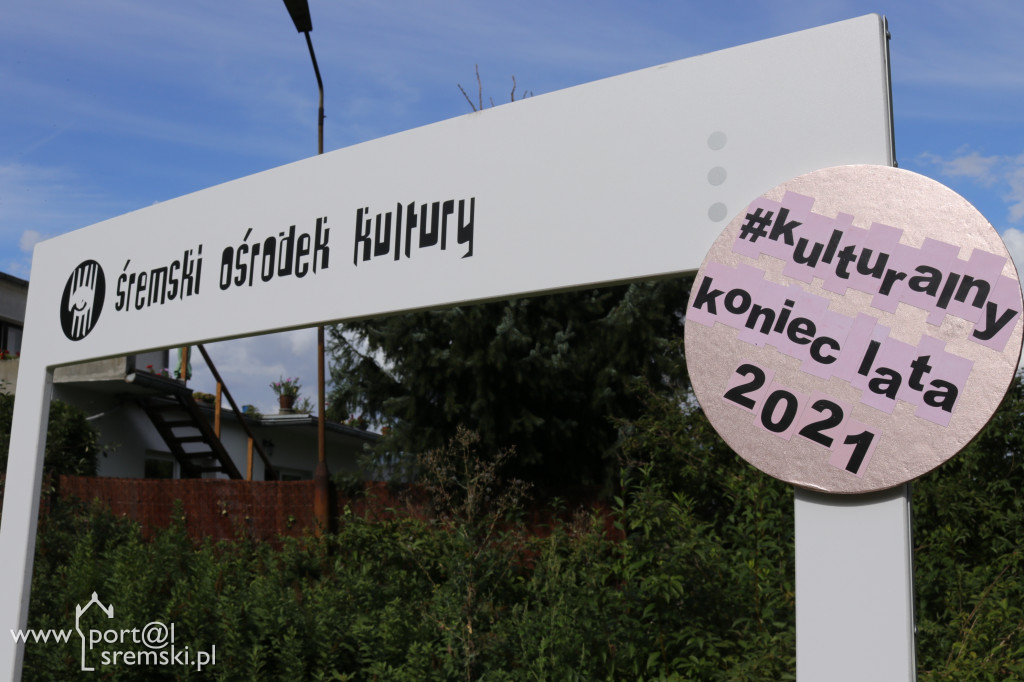 śremski ośrodek kultury
#kulturalny
koniec lata
2021
www. port@l
sremski.pl